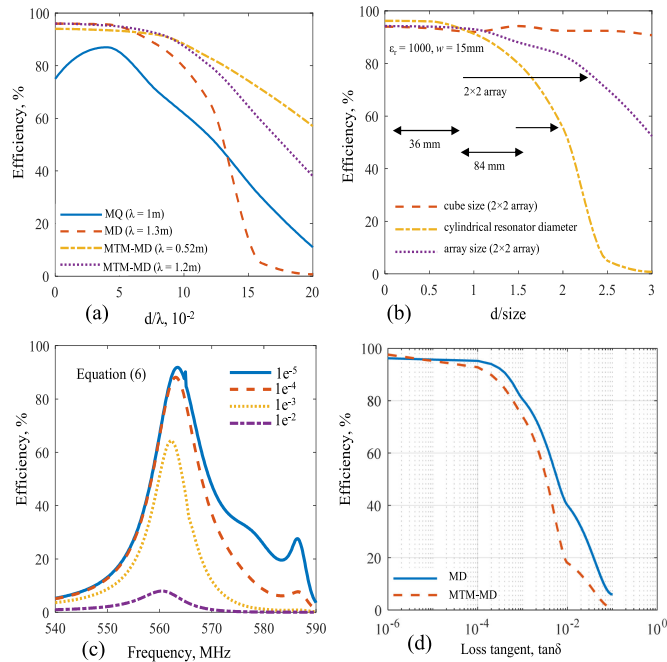 100
80
60
40
20
0
Efficiency, %
MQ (λ = 1m)
MD (λ = 1.3m)
MTM-MD (λ = 0.52m)
MTM-MD (λ = 1.2m)
0 5 10 15 20
(a) d/λ, 10⁻²
100
80
60
40
20
0
Efficiency, %
εr = 1000, w = 15mm
2×2 array
36 mm
84 mm
cube size (2×2 array)
cylindrical resonator diameter
array size (2×2 array)
0 0.5 1 1.5 2 2.5 3
(b) d/size
100
80
60
40
20
0
Efficiency, %
Equation (6)
1e⁻⁵
1e⁻⁴
1e⁻³
1e⁻²
540 550 560 570 580 590
(c) Frequency, MHz
100
80
60
40
20
0
Efficiency, %
MD
MTM-MD
10⁻⁶ 10⁻⁴ 10⁻² 10⁰
(d) Loss tangent, tanδ